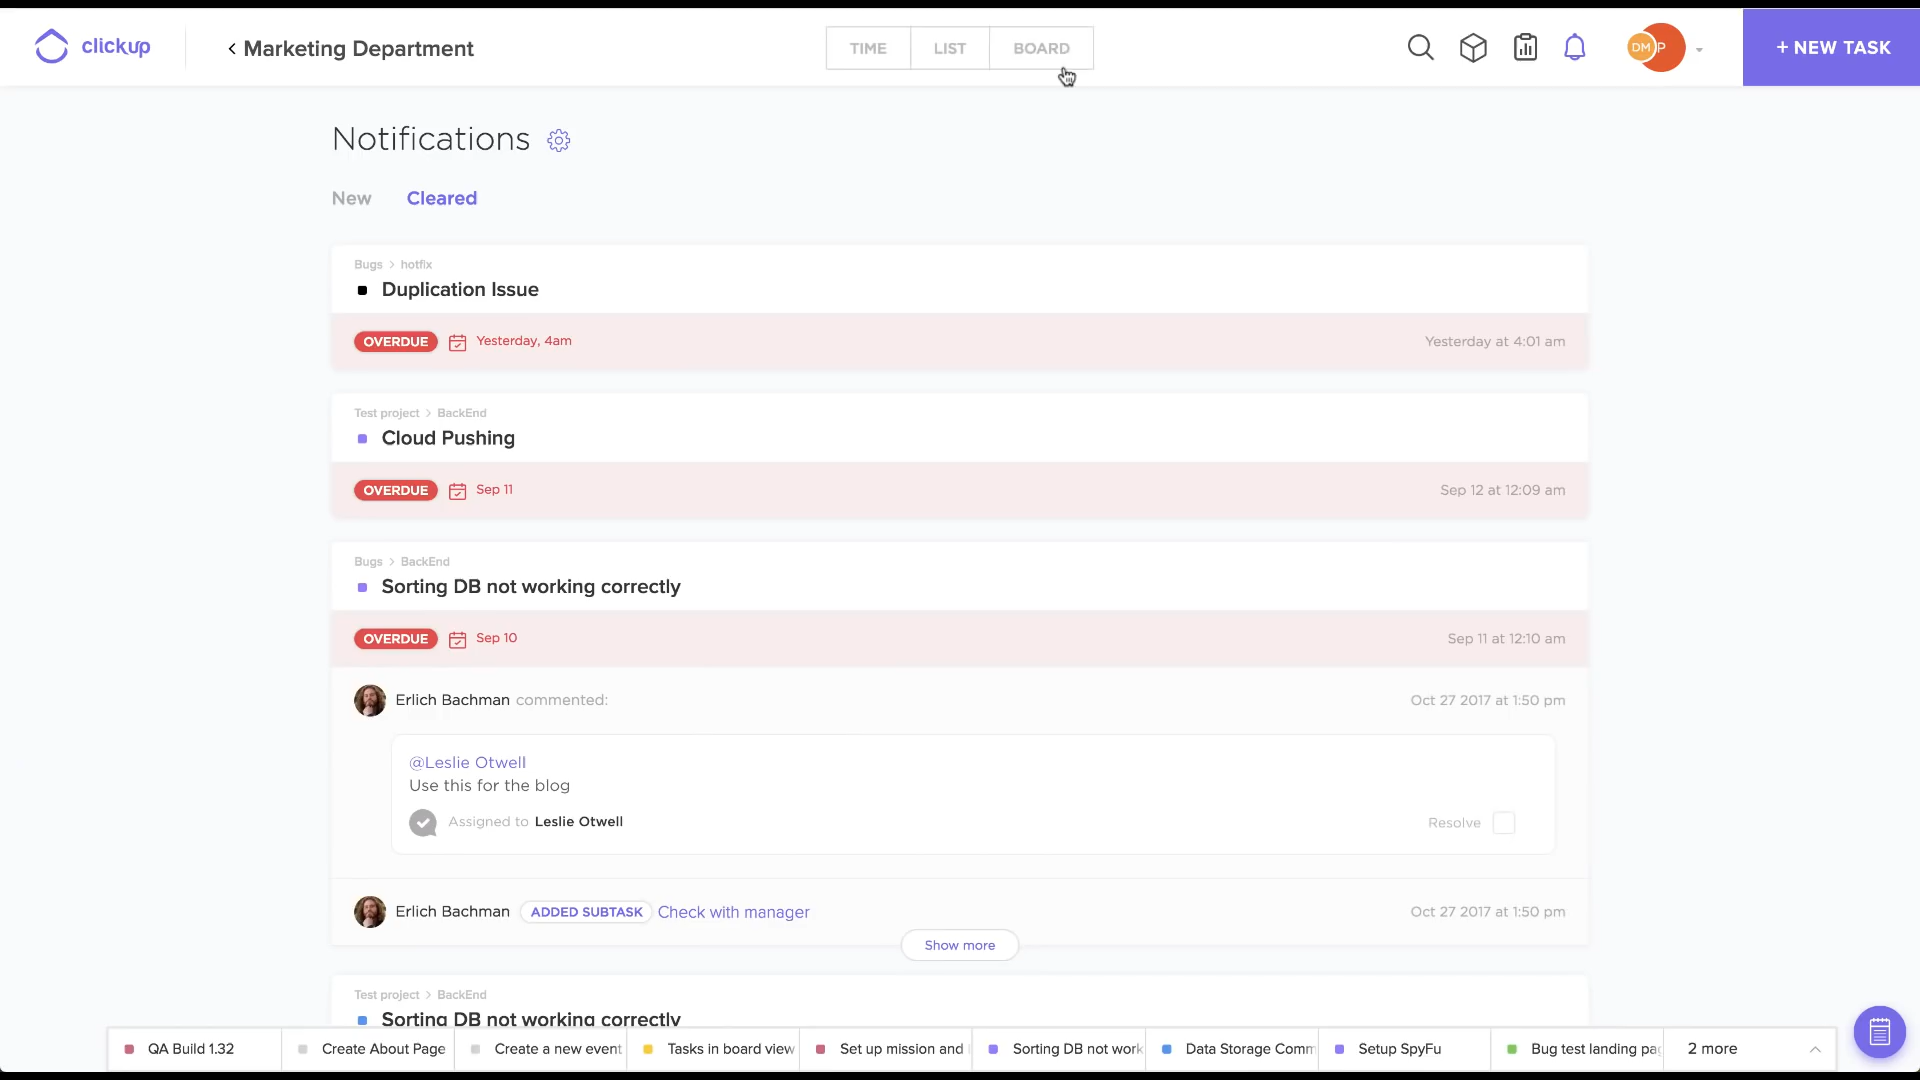 clickup
Marketing Department
TIME
LIST
BOARD
DM
P
+ NEW TASK
Notifications
New
Cleared
Bugs > hotfix
Duplication Issue
OVERDUE
Yesterday, 4am
Yesterday at 4:01 am
Test project > BackEnd
Cloud Pushing
OVERDUE
Sep 11
Sep 12 at 12:09 am
Bugs > BackEnd
Sorting DB not working correctly
OVERDUE
Sep 10
Sep 11 at 12:10 am
Erlich Bachman commented:
Oct 27 2017 at 1:50 pm
@Leslie Otwell
Use this for the blog
Assigned to Leslie Otwell
Resolve
Erlich Bachman ADDED SUBTASK Check with manager
Oct 27 2017 at 1:50 pm
Show more
Test project > BackEnd
Sorting DB not working correctly
QA Build 1.32
Create About Page
Create a new event
Tasks in board view
Set up mission and
Sorting DB not work
Data Storage Comm
Setup SpyFu
Bug test landing pag
2 more